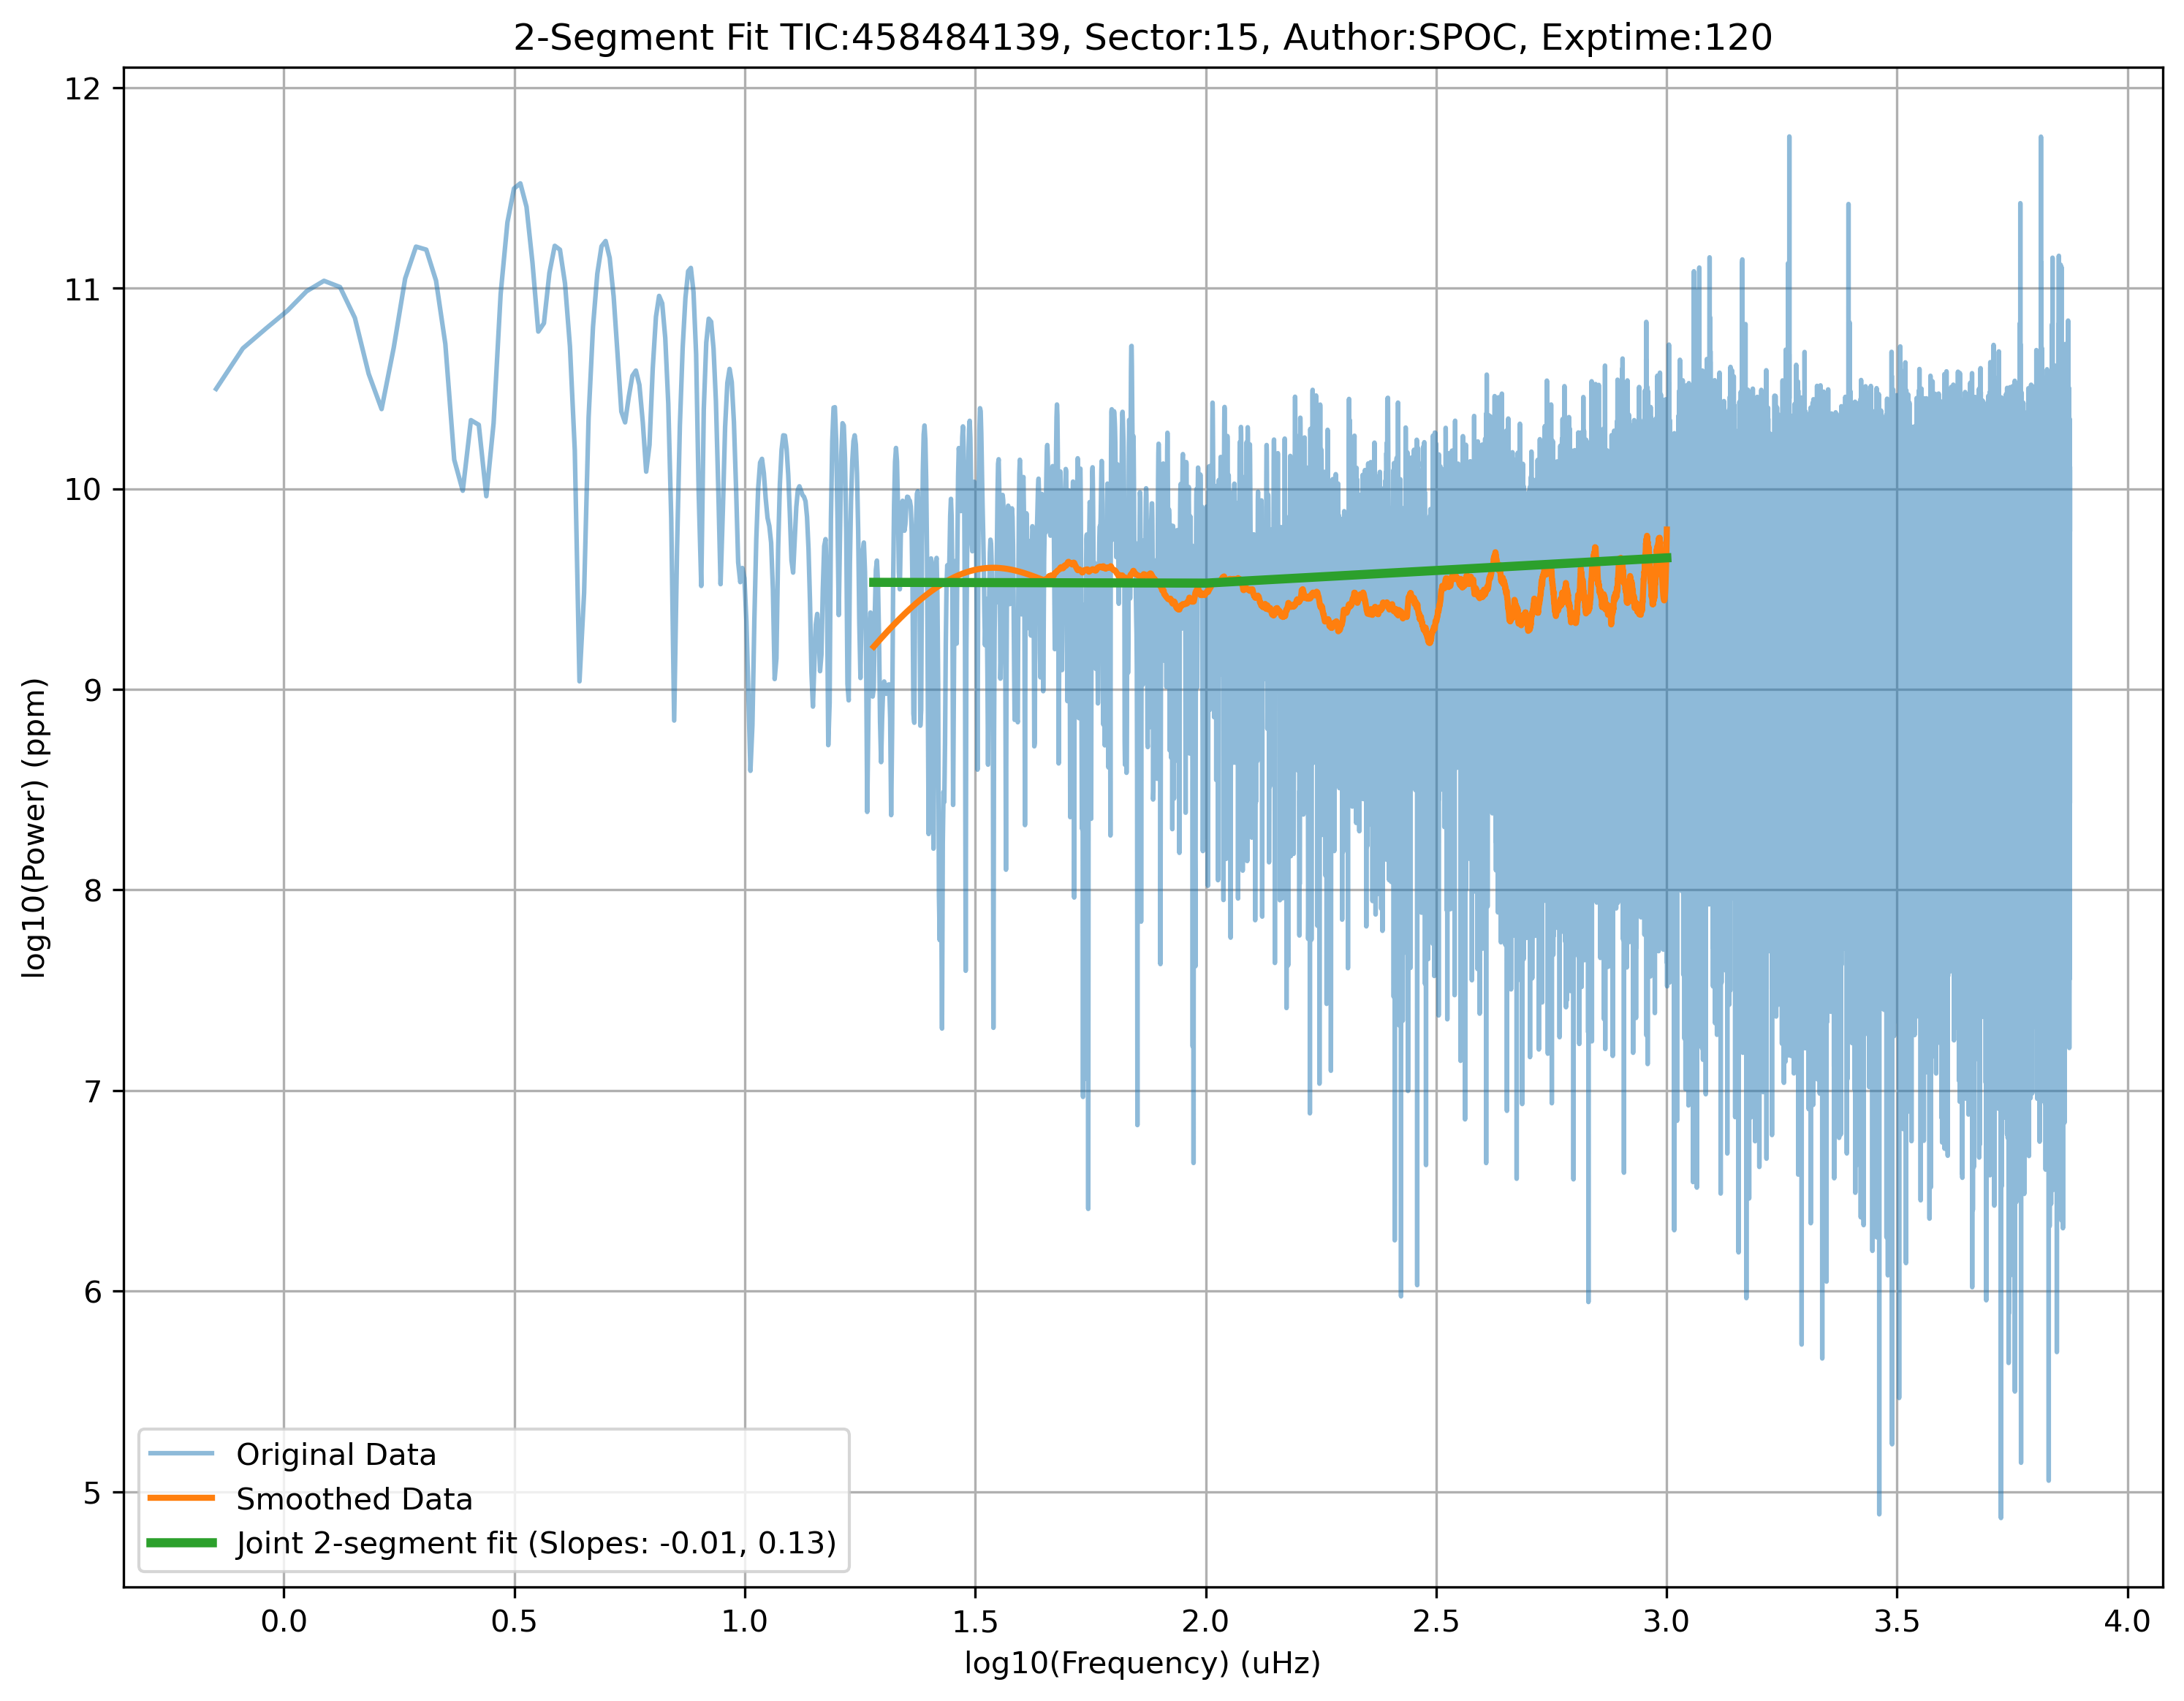 2-Segment Fit TIC:458484139, Sector:15, Author:SPOC, Exptime:120
log10(Power) (ppm)
12
11
10
9
8
7
6
5
Original Data
Smoothed Data
Joint 2-segment fit (Slopes: -0.01, 0.13)
0.0 0.5 1.0 1.5 2.0 2.5 3.0 3.5 4.0
log10(Frequency) (uHz)